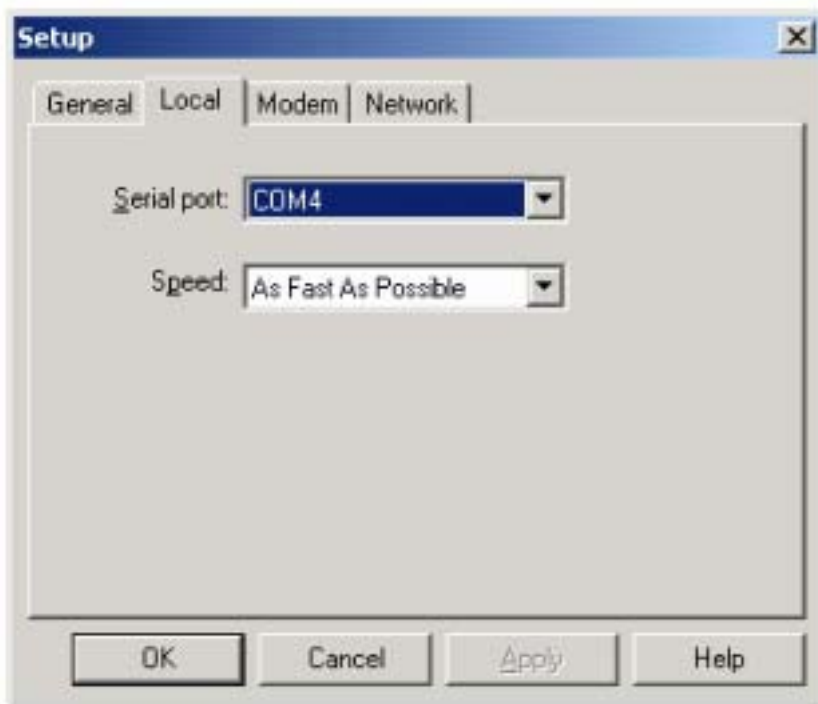 Setup
General Local Modem Network
Serial port: COM4
Speed: As Fast As Possible
OK Cancel Apply Help